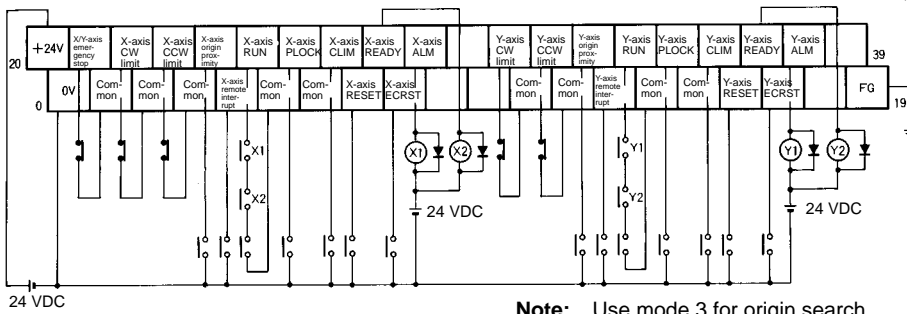 +24V X/Y-axis emergency stop X-axis CW limit X-axis CCW limit X-axis origin proximity X-axis RUN X-axis PLOCK X-axis CLIM X-axis READY X-axis ALM Y-axis CW limit Y-axis CCW limit Y-axis origin proximity Y-axis RUN Y-axis PLOCK Y-axis CLIM Y-axis READY Y-axis ALM
20 39
0V Common Common Common X-axis remote interrupt Common Common X-axis RESET X-axis ECRST Common Common Y-axis remote interrupt Common Common Y-axis RESET Y-axis ECRST FG
0 19
X1 X1 X2 Y1 Y1 Y2
X2 Y2
24 VDC 24 VDC
24 VDC
Note: Use mode 3 for origin search